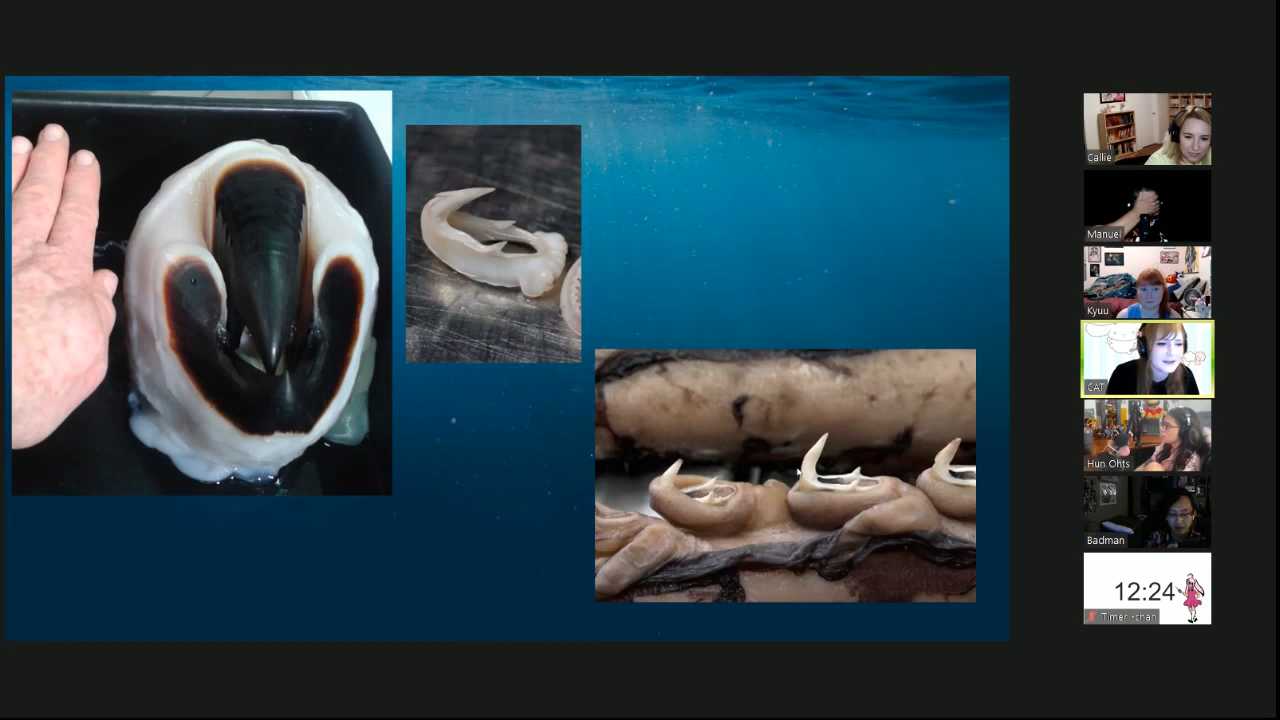 Callie
Manuel
Kyuu
CAT
Hun Ohts
Badman
12:24
Timer -chan